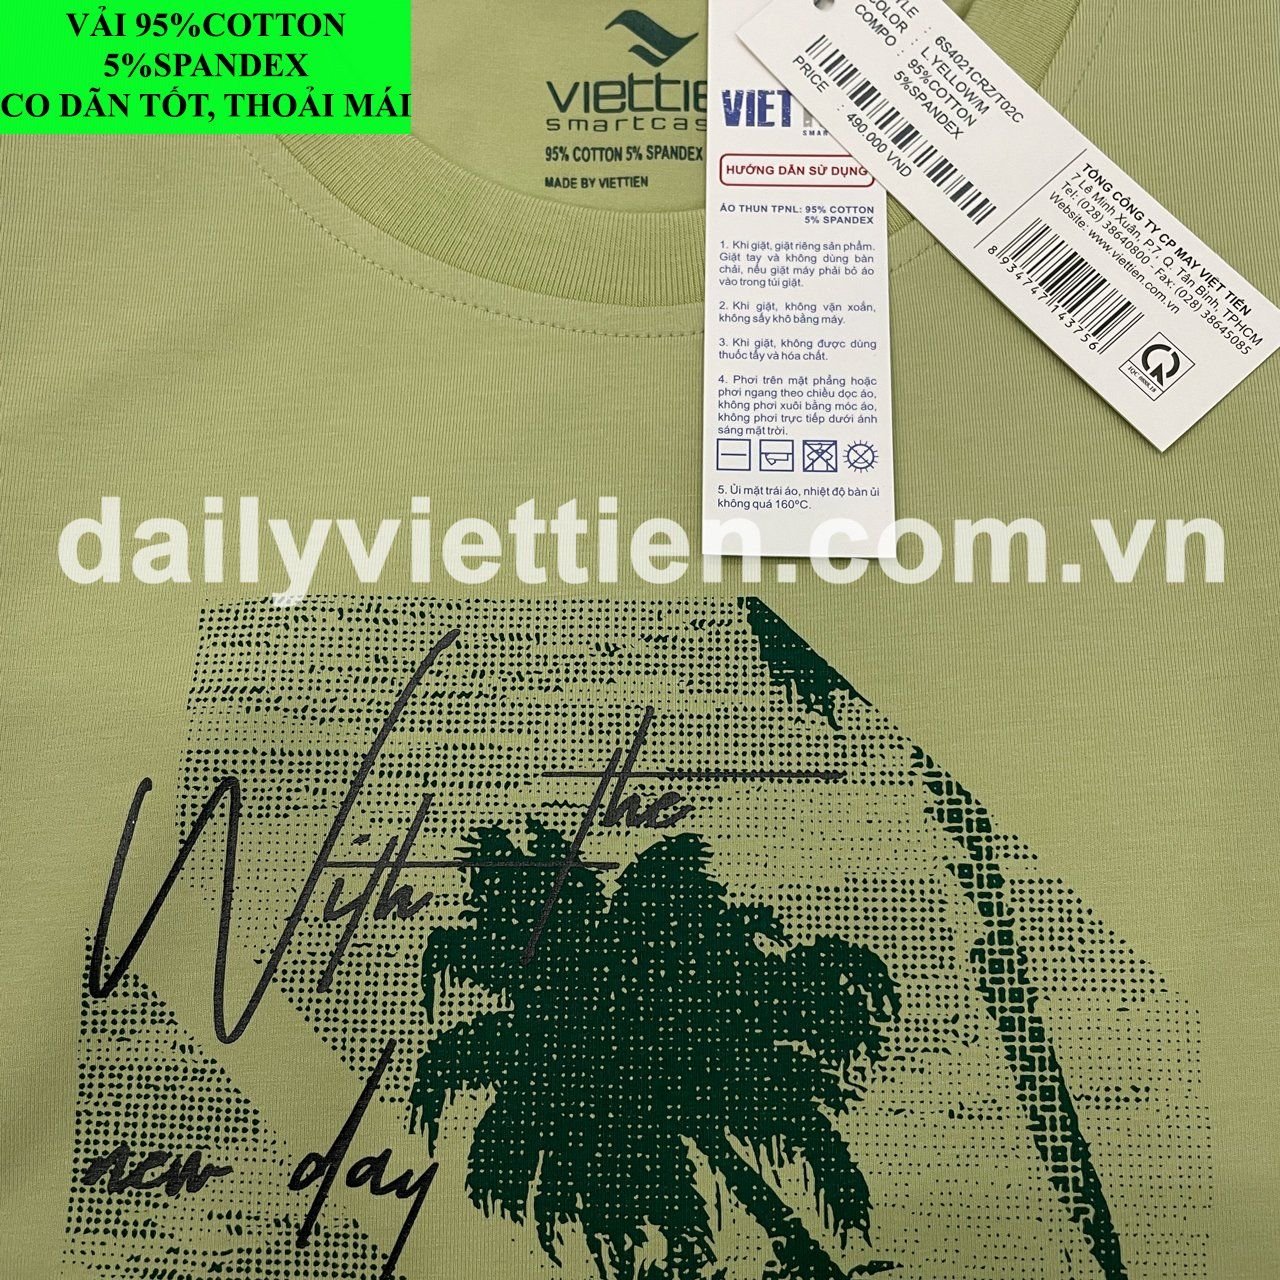 VẢI 95%COTTON
5%SPANDEX
CO DÃN TỐT, THOẢI MÁI
VIETTIE
smartcas
95% COTTON 5% SPANDEX
MADE BY VIETTIEN
VIET
SMAR
HƯỚNG DẪN SỬ DỤNG
ÁO THUN TPNL: 95% COTTON
5% SPANDEX
1. Khi giặt, giặt riêng sản phẩm.
Giặt tay và không dùng bàn
chải, nếu giặt máy phải bỏ áo
vào trong túi giặt.
2. Khi giặt, không vặn xoắn,
không sấy khô bằng máy.
3. Khi giặt, không được dùng
thuốc tẩy và hóa chất.
4. Phơi trên mặt phẳng hoặc
phơi ngang theo chiều dọc áo,
không phơi xuôi bằng móc áo,
không phơi trực tiếp dưới ánh
sáng mặt trời.
5. Ủi mặt trái áo, nhiệt độ bàn ủi
không quá 160°C.
STYLE : 6S4021CRZ/T02C
COLOR : L.YELLOW/M
COMPO : 95%COTTON
5%SPANDEX
PRICE : 490.000 VND
TỔNG CÔNG TY CP MAY VIỆT TIẾN
7 Lê Minh Xuân, P.7, Q. Tân Bình, TPHCM
Tel: (028) 38640800 - Fax: (028) 38645085
Website: www.viettien.com.vn
8 934747 143756
dailyviettien.com.vn
With the
new day